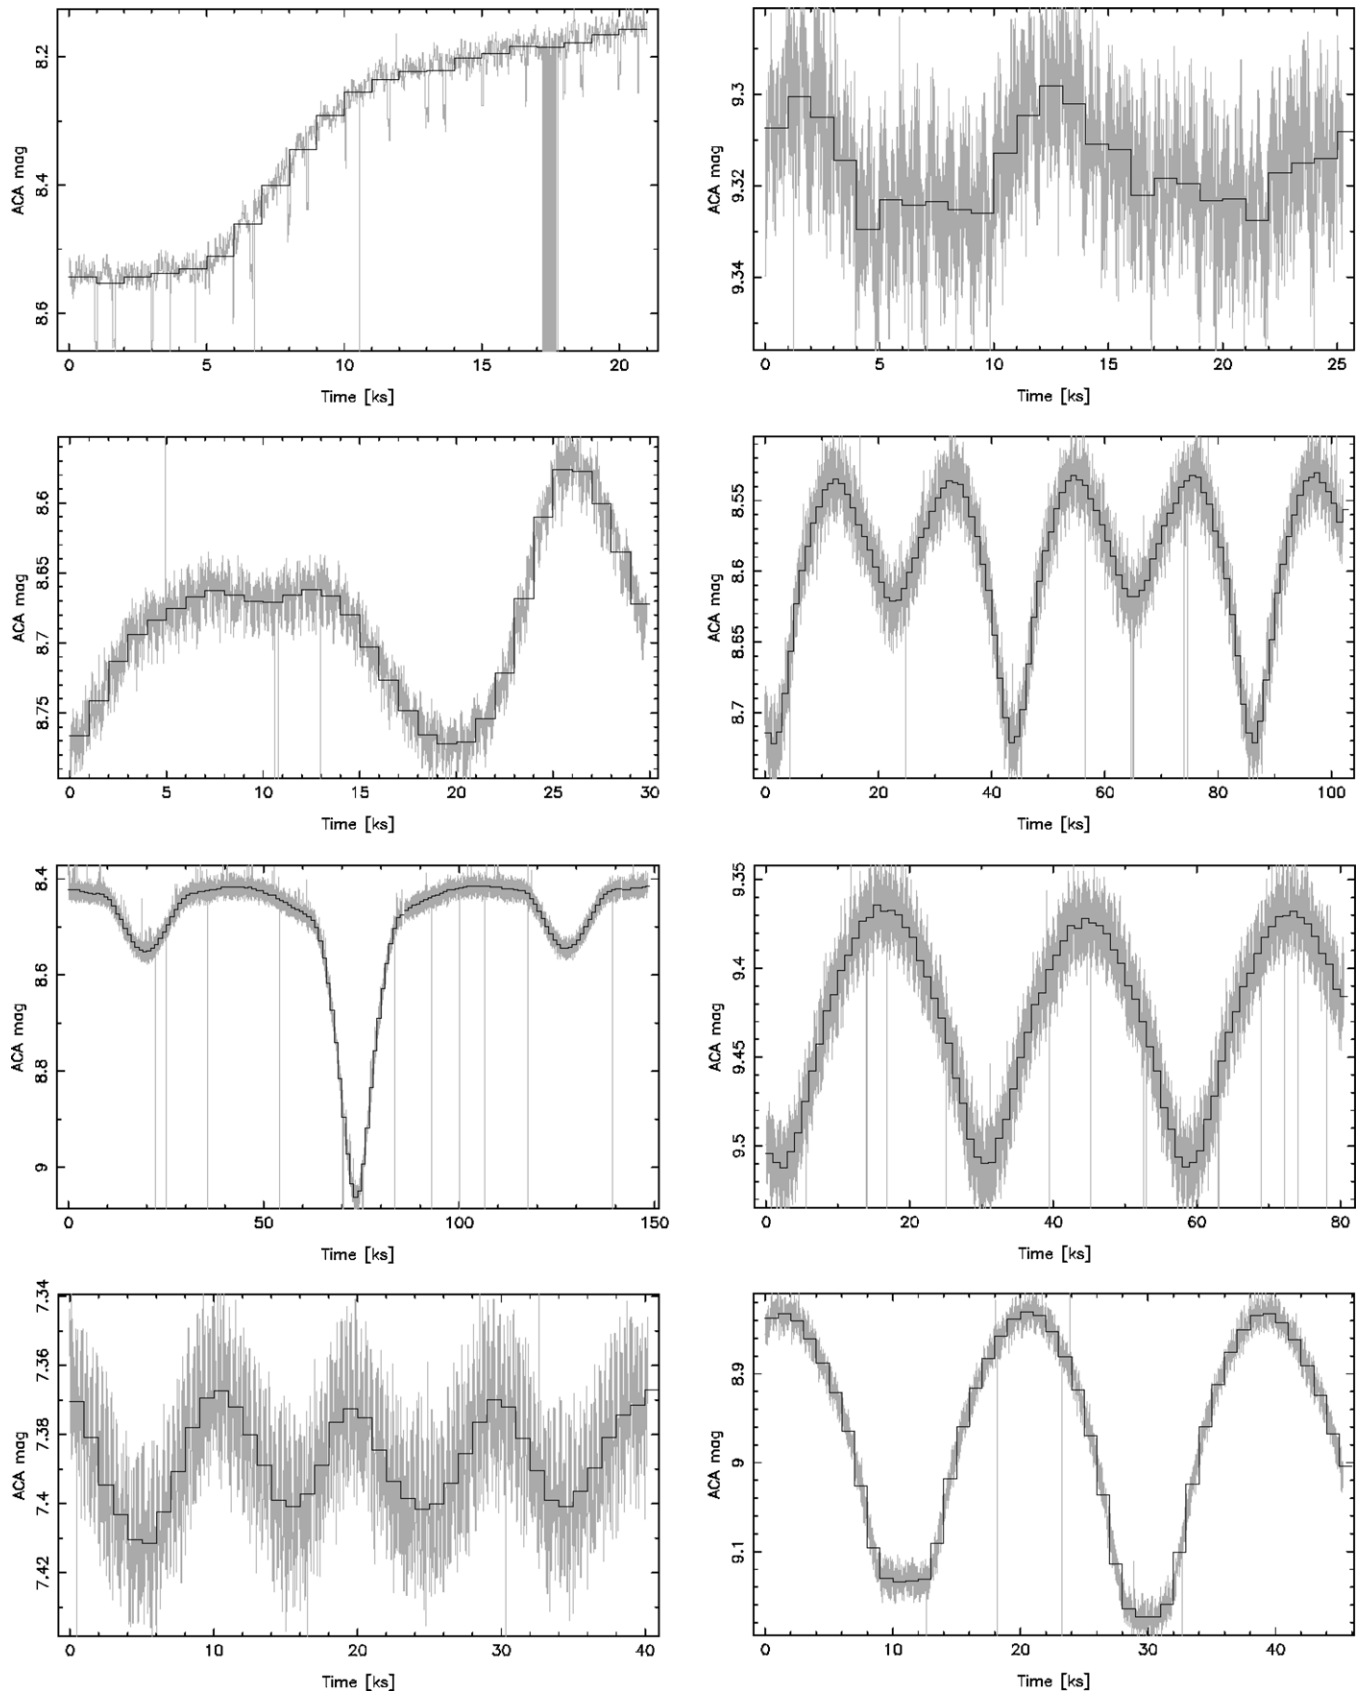 8.2
8.4
8.6
ACA mag
0 5 10 15 20
Time [ks]
9.3
9.32
9.34
ACA mag
0 5 10 15 20 25
Time [ks]
8.6
8.65
8.7
8.75
ACA mag
0 5 10 15 20 25 30
Time [ks]
8.55
8.6
8.65
8.7
ACA mag
0 20 40 60 80 100
Time [ks]
8.4
8.6
8.8
9
ACA mag
0 50 100 150
Time [ks]
9.35
9.4
9.45
9.5
ACA mag
0 20 40 60 80
Time [ks]
7.34
7.36
7.38
7.4
7.42
ACA mag
0 10 20 30 40
Time [ks]
8.9
9
9.1
ACA mag
0 10 20 30 40
Time [ks]